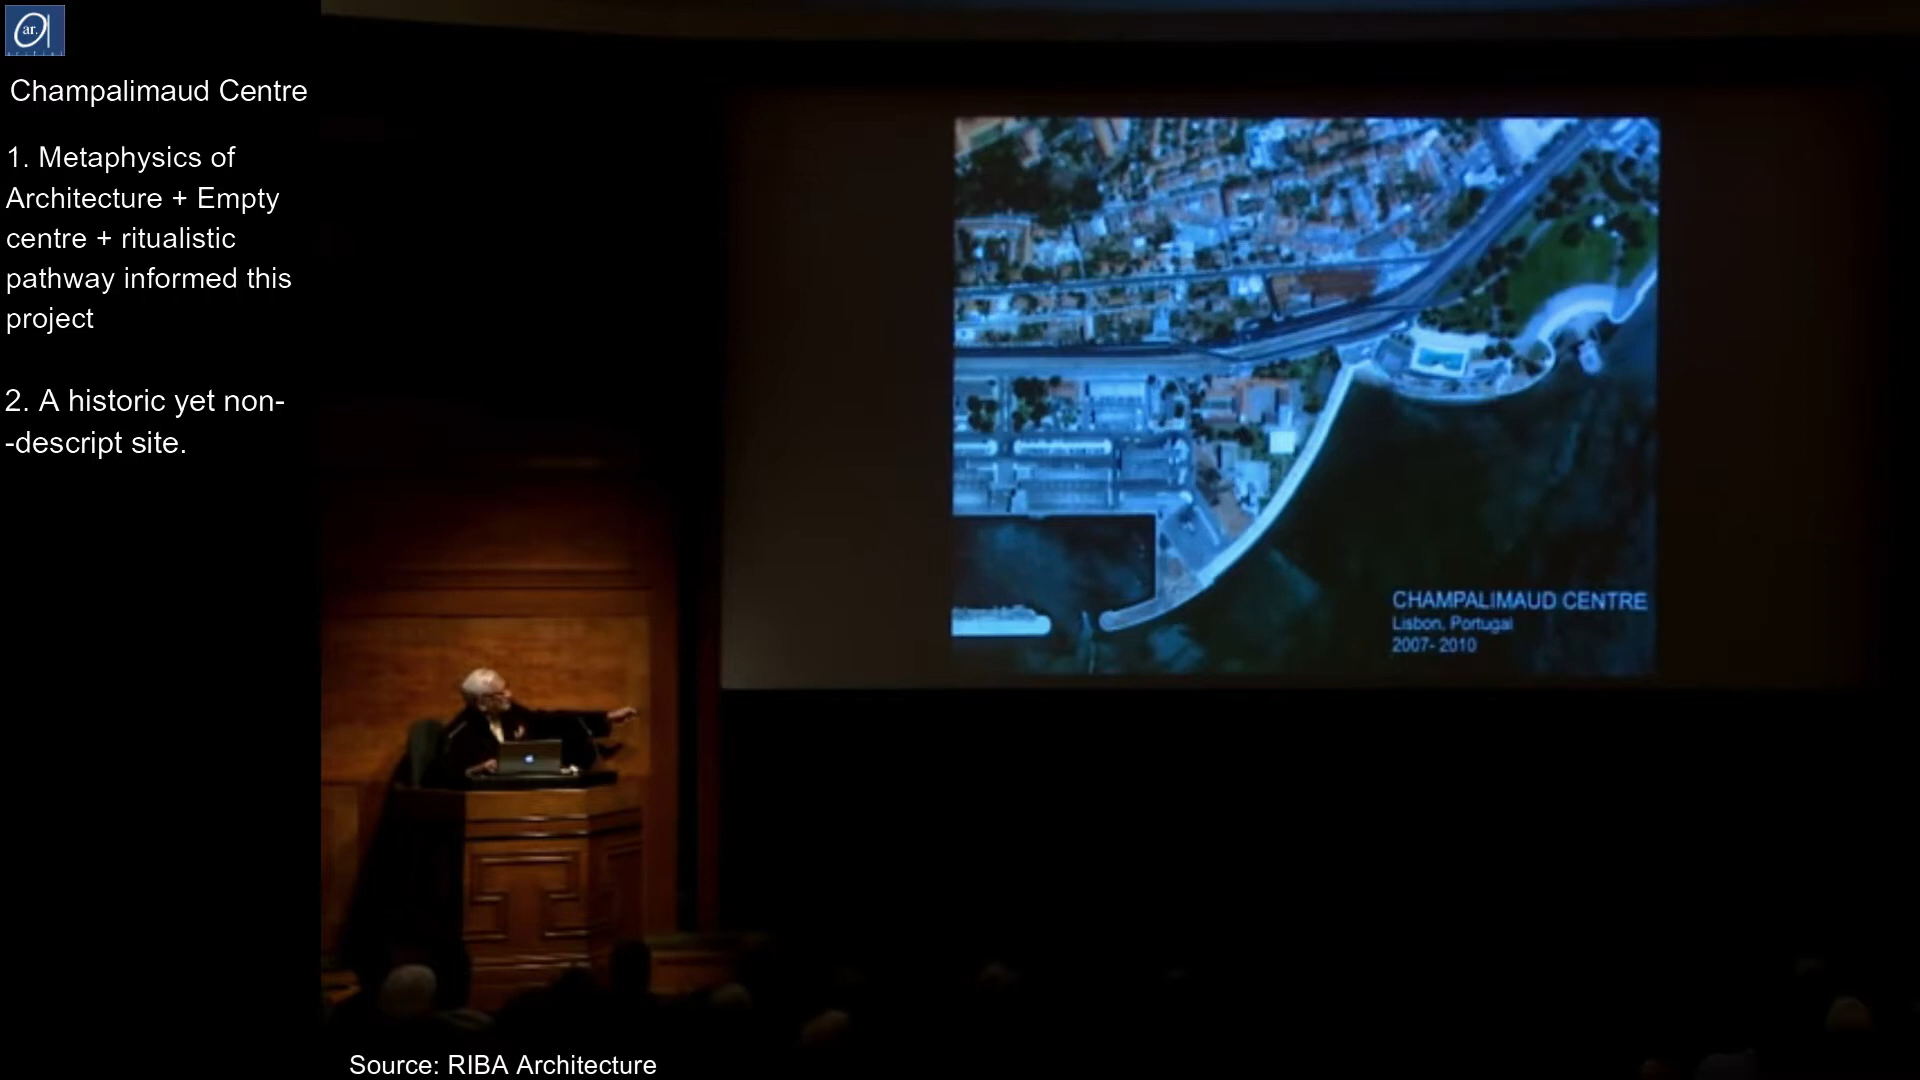 ar.
Champalimaud Centre
1. Metaphysics of
Architecture + Empty
centre + ritualistic
pathway informed this
project
2. A historic yet non-
-descript site.
CHAMPALIMAUD CENTRE
Lisbon, Portugal
2007- 2010
Source: RIBA Architecture